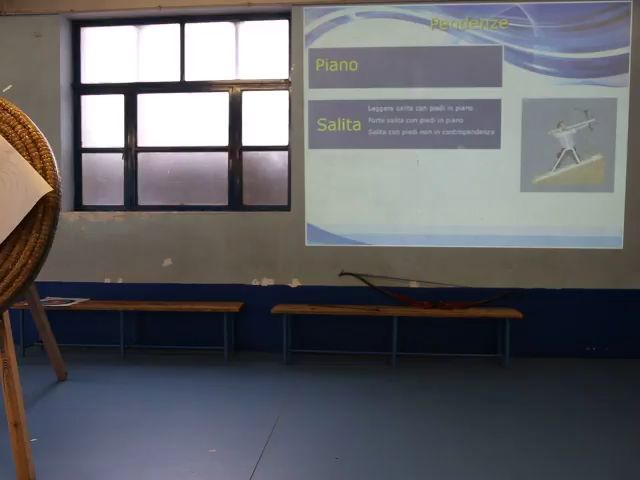 Pendenze
Piano
Salita
Leggera salita con piedi in piano
Forte salita con piedi in piano
Salita con piedi non in contropendenza